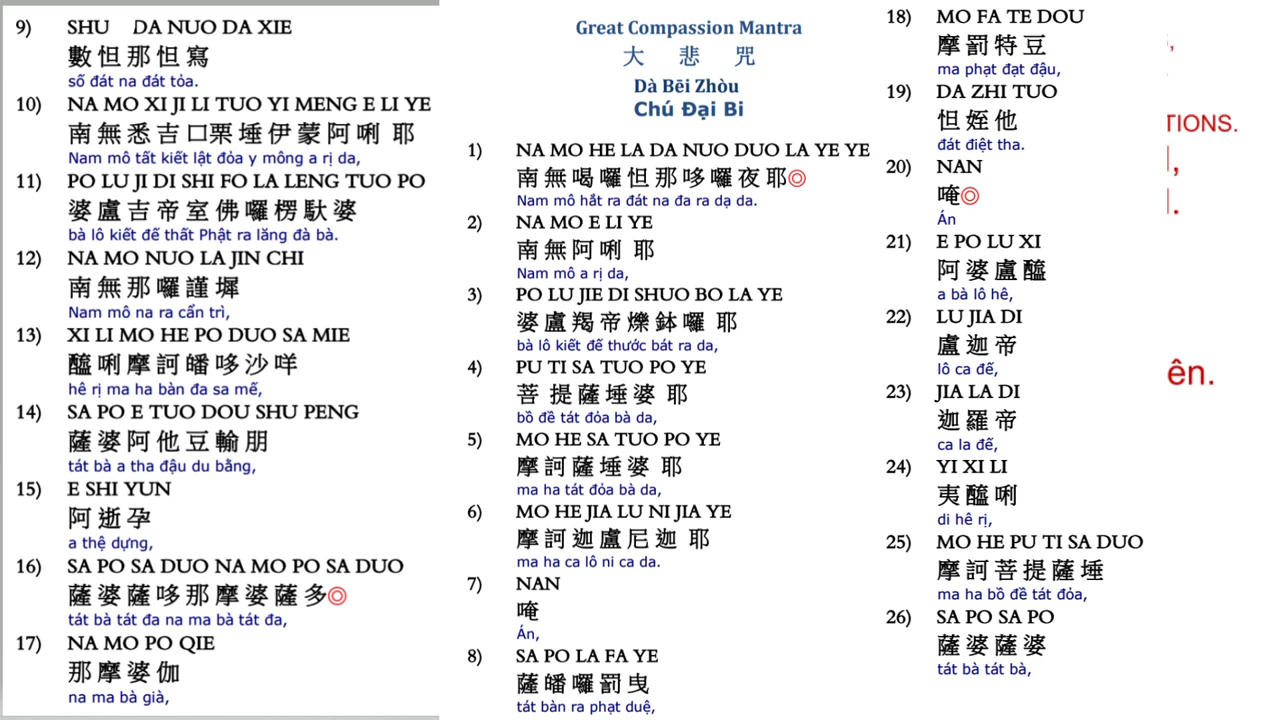 Great Compassion Mantra
大 悲 咒
Dà Bēi Zhòu
Chú Đại Bi
1) NA MO HE LA DA NUO DUO LA YE YE
南無喝囉怛那哆囉夜耶◎
Nam mô hắt ra đát na đa ra dạ da.
2) NA MO E LI YE
南無阿唎 耶
Nam mô a rị da,
3) PO LU JIE DI SHUO BO LA YE
婆盧羯帝爍鉢囉 耶
bà lô kiết đế thước bát ra da,
4) PU TI SA TUO PO YE
菩提薩埵婆 耶
bồ đề tát đỏa bà da,
5) MO HE SA TUO PO YE
摩訶薩埵婆 耶
ma ha tát đỏa bà da,
6) MO HE JIA LU NI JIA YE
摩訶迦盧尼迦 耶
ma ha ca lô ni ca da.
7) NAN
唵
Án,
8) SA PO LA FA YE
薩皤囉罰曳
tát bàn ra phạt duệ,
9) SHU DA NUO DA XIE
數怛那怛寫
số đát na đát tỏa.
10) NA MO XI JI LI TUO YI MENG E LI YE
南無悉吉口栗埵伊蒙阿唎 耶
Nam mô tất kiết lật đỏa y mông a rị da,
11) PO LU JI DI SHI FO LA LENG TUO PO
婆盧吉帝室佛囉楞馱婆
bà lô kiết đế thất Phật ra lăng đà bà.
12) NA MO NUO LA JIN CHI
南無那囉謹墀
Nam mô na ra cẩn trì,
13) XI LI MO HE PO DUO SA MIE
醯唎摩訶皤哆沙咩
hê rị ma ha bàn đa sa mế,
14) SA PO E TUO DOU SHU PENG
薩婆阿他豆輸朋
tát bà a tha đậu du bằng,
15) E SHI YUN
阿逝孕
a thệ dựng,
16) SA PO SA DUO NA MO PO SA DUO
薩婆薩哆那摩婆薩多◎
tát bà tát đa na ma bà tát đa,
17) NA MO PO QIE
那摩婆伽
na ma bà già,
18) MO FA TE DOU
摩罰特豆
ma phạt đạt đậu,
19) DA ZHI TUO
怛姪他
đát điệt tha.
20) NAN
唵◎
Án
21) E PO LU XI
阿婆盧醯
a bà lô hê,
22) LU JIA DI
盧迦帝
lô ca đế,
23) JIA LA DI
迦羅帝
ca la đế,
24) YI XI LI
夷醯唎
di hê rị,
25) MO HE PU TI SA DUO
摩訶菩提薩埵
ma ha bồ đề tát đỏa,
26) SA PO SA PO
薩婆薩婆
tát bà tát bà,
TIONS.
ên.